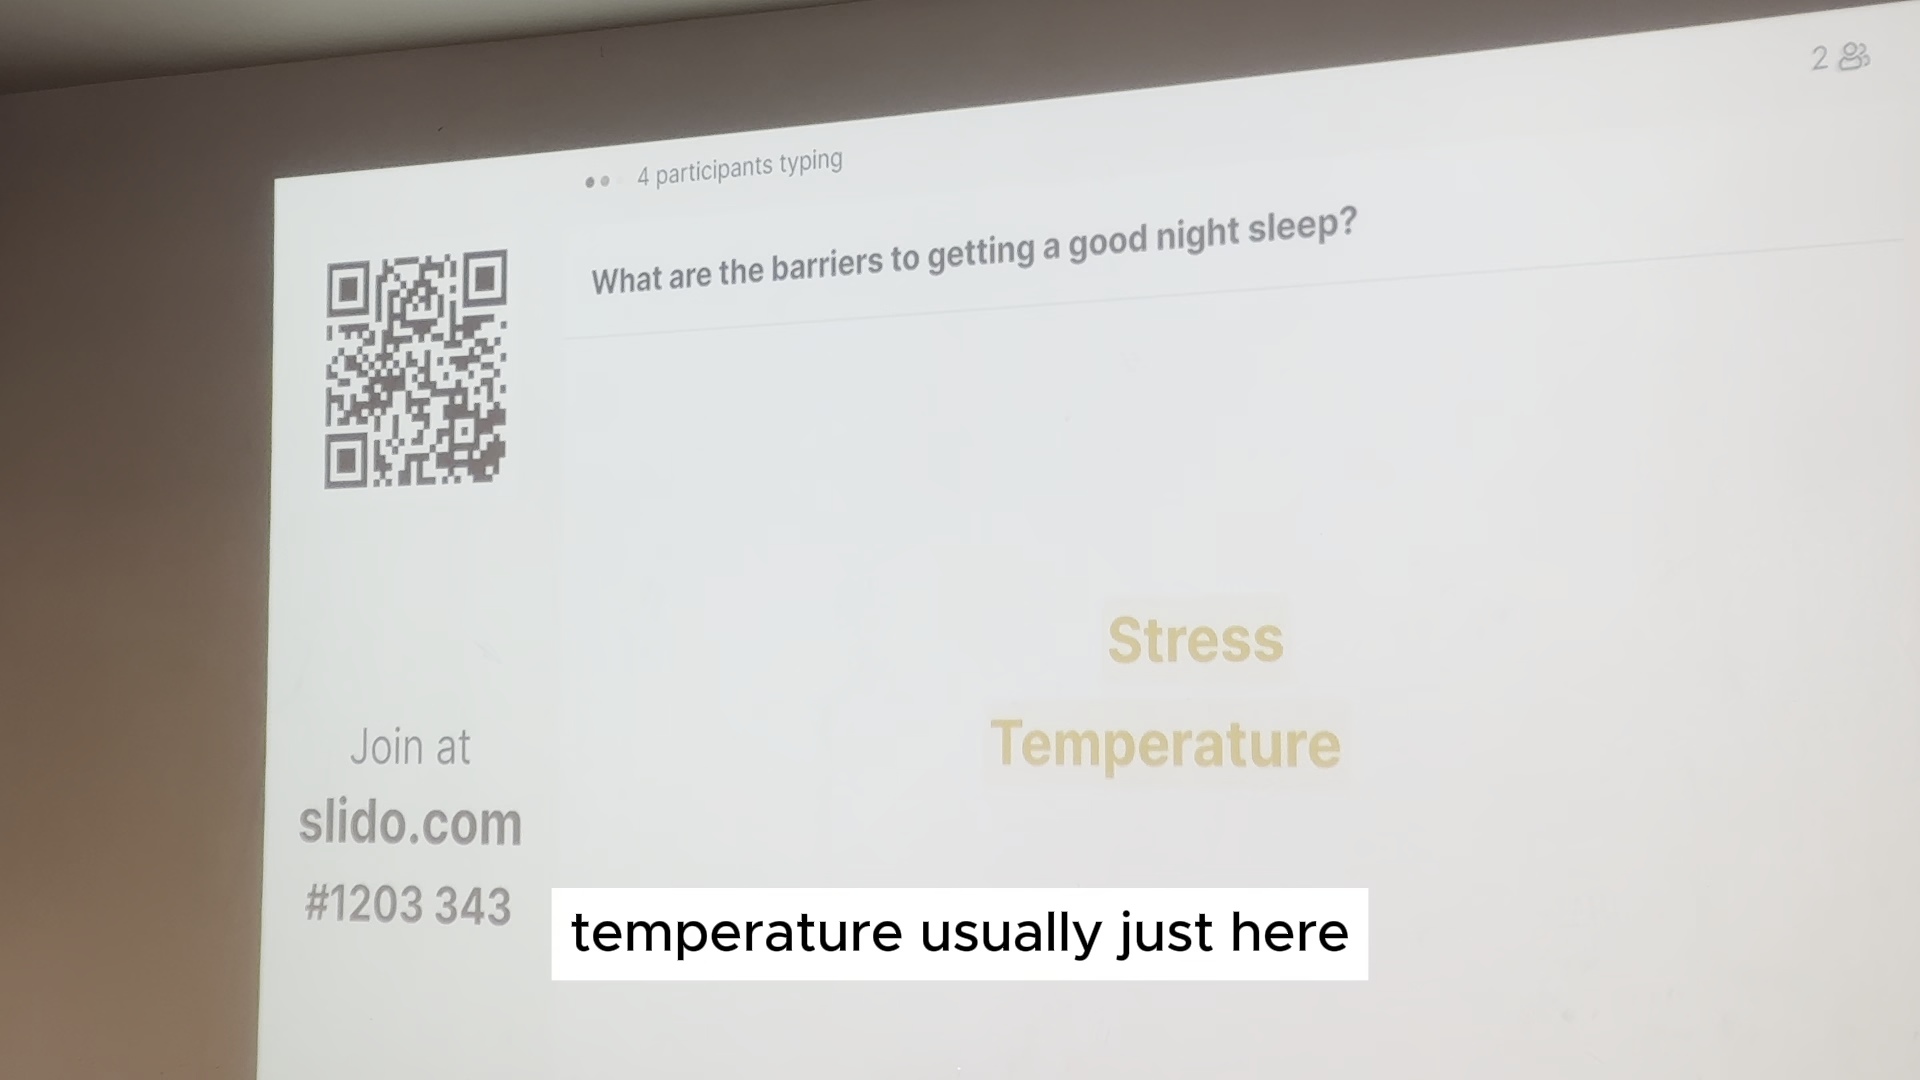 2
4 participants typing
What are the barriers to getting a good night sleep?
Stress
Temperature
Join at
slido.com
#1203 343
temperature usually just here